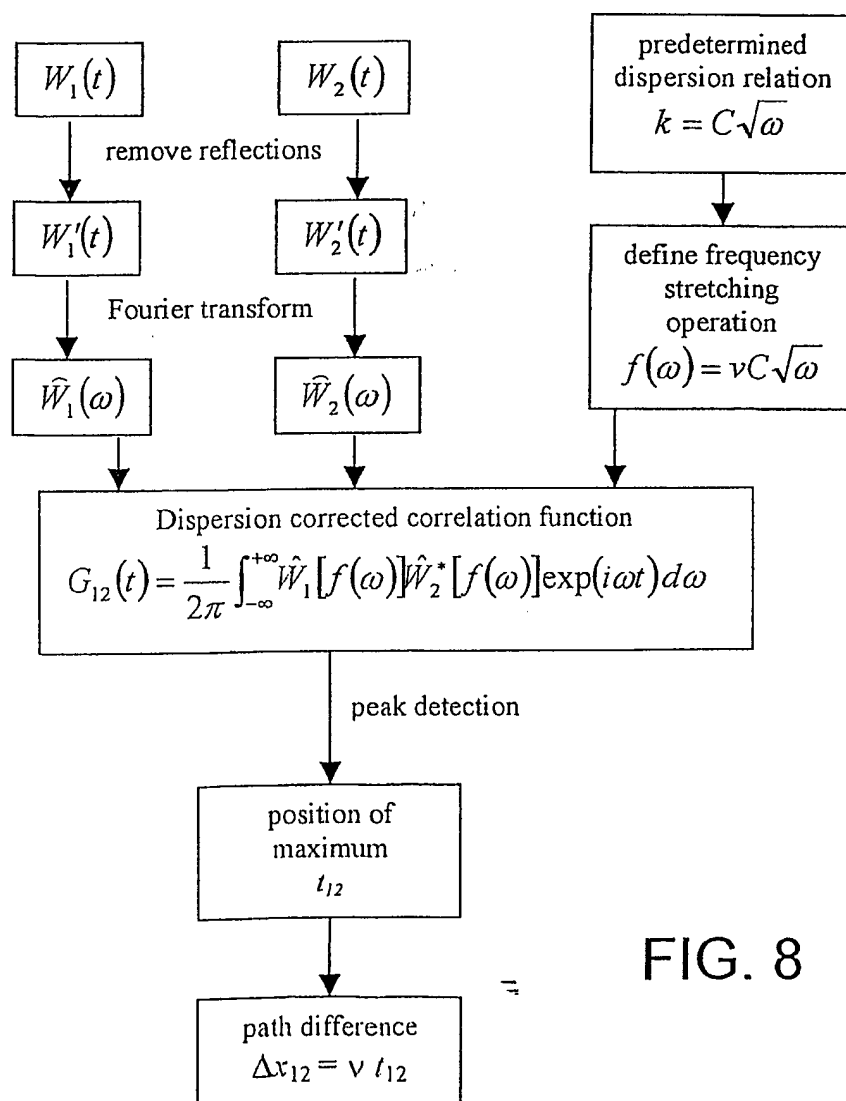 W₁(t)
W₂(t)
predetermined
dispersion relation
k = C√ω
remove reflections
W₁′(t)
W₂′(t)
define frequency
stretching
operation
f(ω) = νC√ω
Fourier transform
Ŵ₁(ω)
Ŵ₂(ω)
Dispersion corrected correlation function
G₁₂(t) = 1/2π ∫₋∞⁺∞ Ŵ₁[f(ω)]Ŵ₂*[f(ω)]exp(iωt)dω
peak detection
position of
maximum
t₁₂
FIG. 8
path difference
Δx₁₂ = ν t₁₂